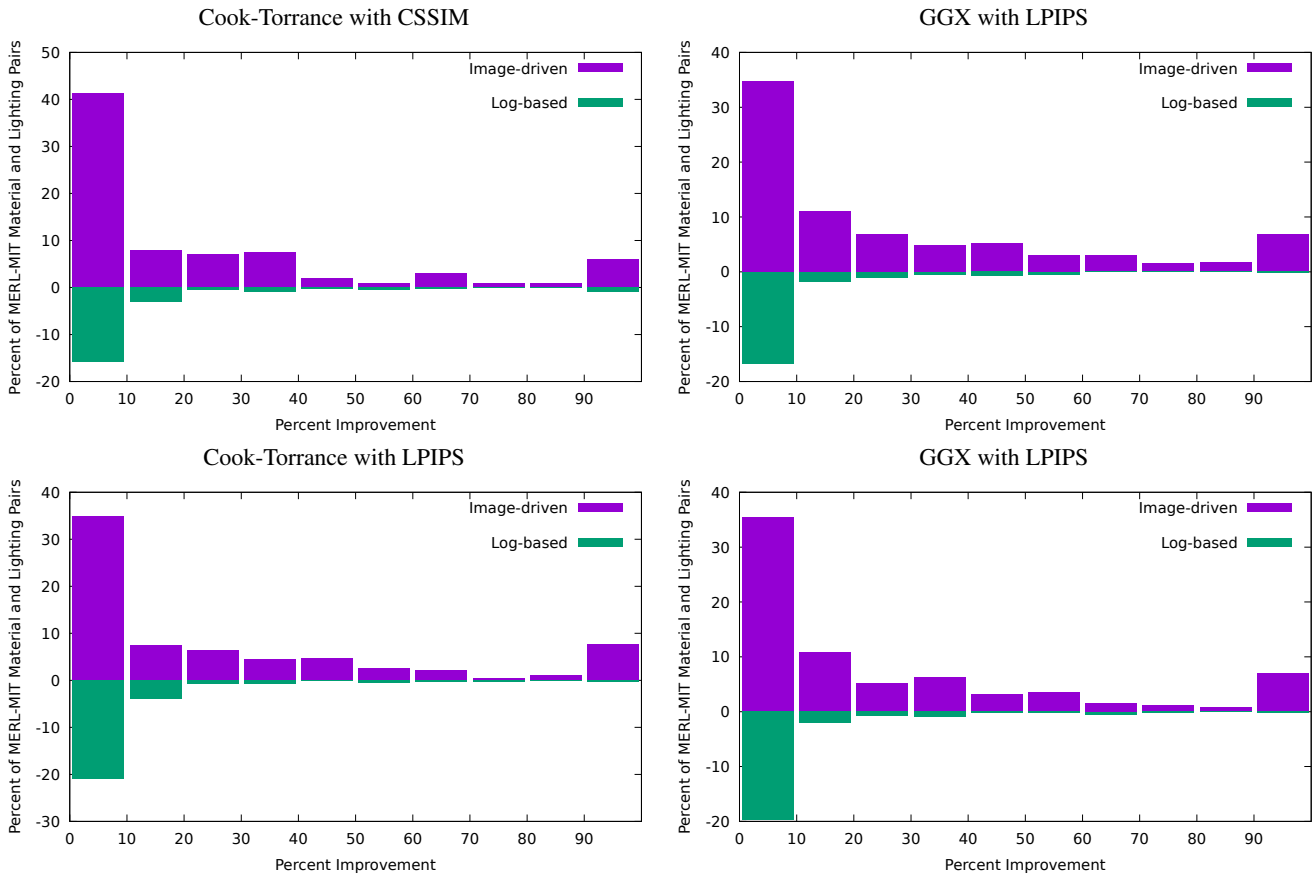 Cook-Torrance with CSSIM
Percent of MERL-MIT Material and Lighting Pairs
50
40
30
20
10
0
-10
-20
Image-driven
Log-based
0 10 20 30 40 50 60 70 80 90
Percent Improvement
GGX with LPIPS
Percent of MERL-MIT Material and Lighting Pairs
40
30
20
10
0
-10
-20
Image-driven
Log-based
0 10 20 30 40 50 60 70 80 90
Percent Improvement
Cook-Torrance with LPIPS
Percent of MERL-MIT Material and Lighting Pairs
40
30
20
10
0
-10
-20
-30
Image-driven
Log-based
0 10 20 30 40 50 60 70 80 90
Percent Improvement
GGX with LPIPS
Percent of MERL-MIT Material and Lighting Pairs
40
30
20
10
0
-10
-20
Image-driven
Log-based
0 10 20 30 40 50 60 70 80 90
Percent Improvement